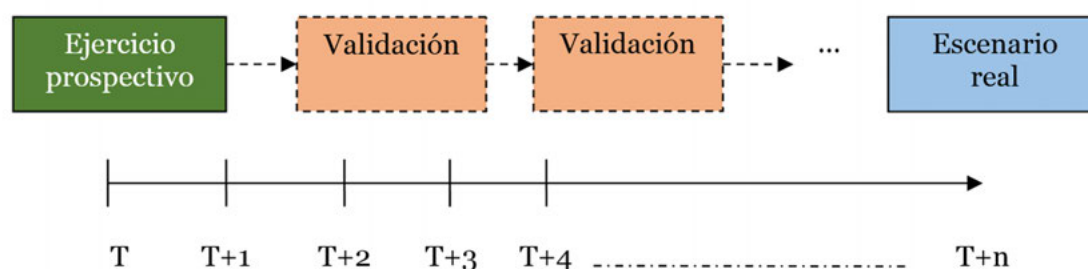 Ejercicio
prospectivo
Validación
Validación
...
Escenario
real
T
T+1
T+2
T+3
T+4
T+n